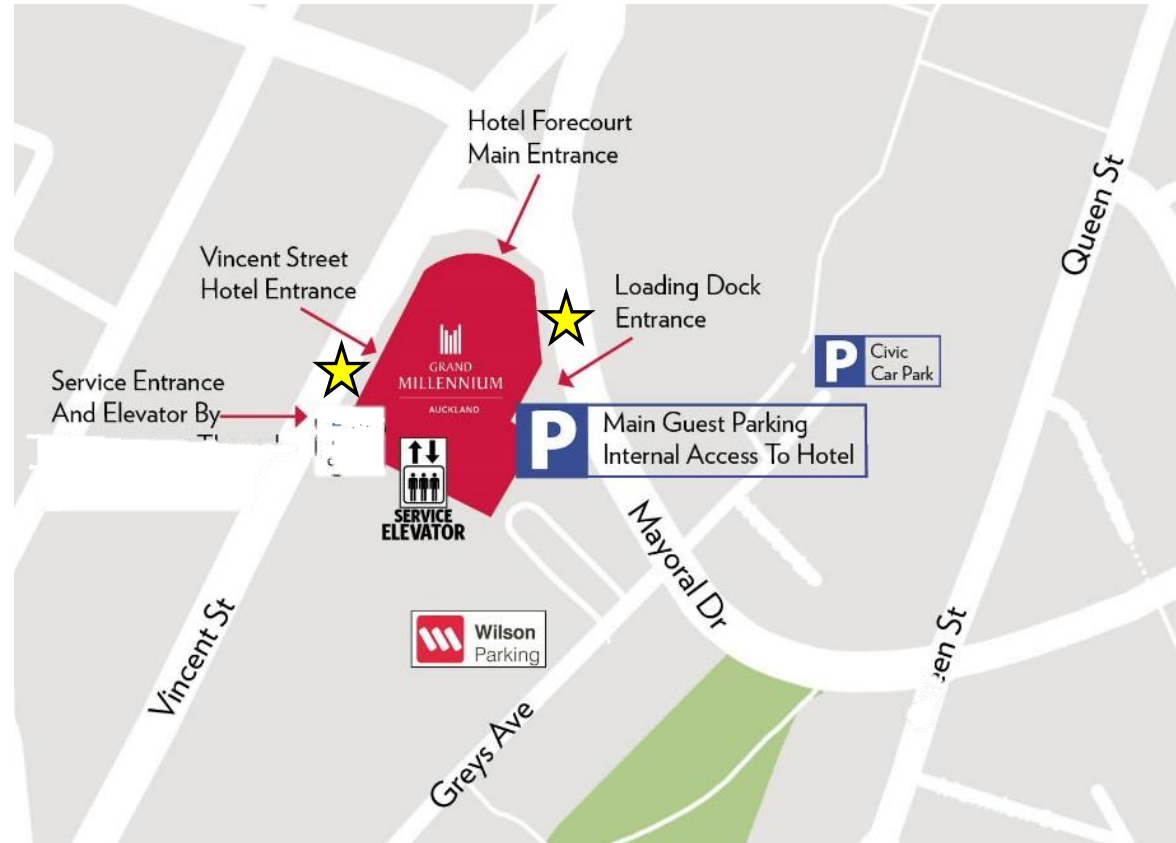 Hotel Forecourt
Main Entrance
Queen St
Vincent Street
Hotel Entrance
Loading Dock
Entrance
GRAND
MILLENNIUM
AUCKLAND
P
Civic
Car Park
Service Entrance
And Elevator By
P
Main Guest Parking
Internal Access To Hotel
SERVICE
ELEVATOR
Mayoral Dr
Wilson
Parking
Vincent St
een St
Greys Ave